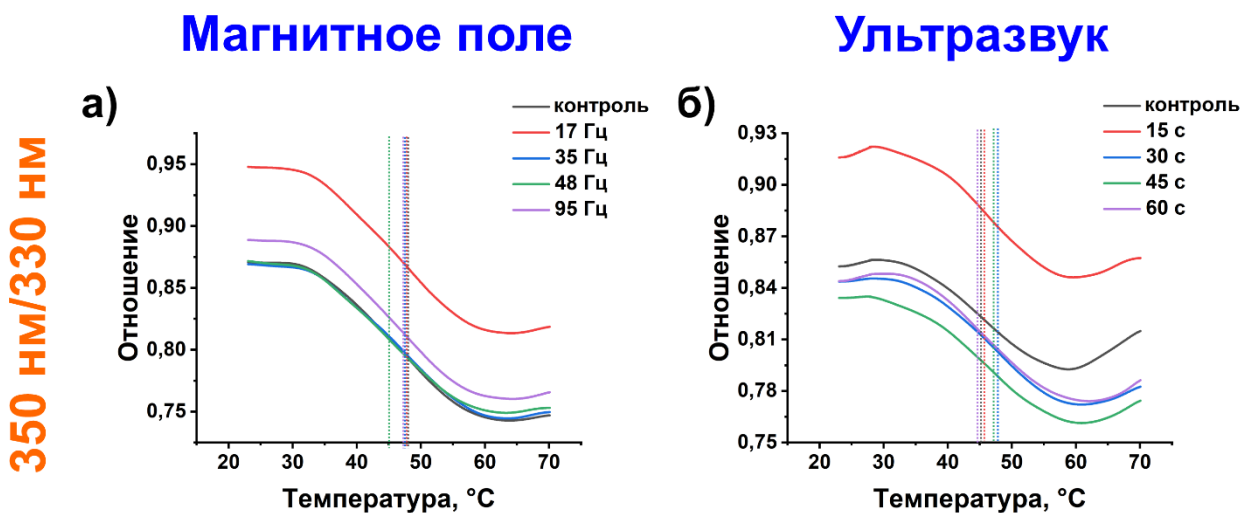 Магнитное поле
Ультразвук
350 нм/330 нм
а)
контроль
17 Гц
35 Гц
48 Гц
95 Гц
Отношение
0,95
0,90
0,85
0,80
0,75
20 30 40 50 60 70
Температура, °C
б)
контроль
15 с
30 с
45 с
60 с
Отношение
0,93
0,90
0,87
0,84
0,81
0,78
0,75
20 30 40 50 60 70
Температура, °C